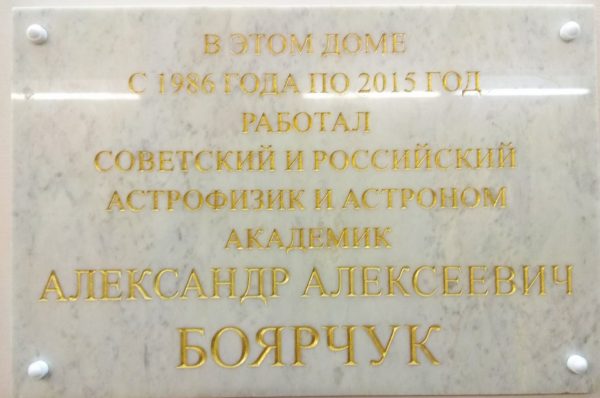 В ЭТОМ ДОМЕ
С 1986 ГОДА ПО 2015 ГОД
РАБОТАЛ
СОВЕТСКИЙ И РОССИЙСКИЙ
АСТРОФИЗИК И АСТРОНОМ
АКАДЕМИК
АЛЕКСАНДР АЛЕКСЕЕВИЧ
БОЯРЧУК